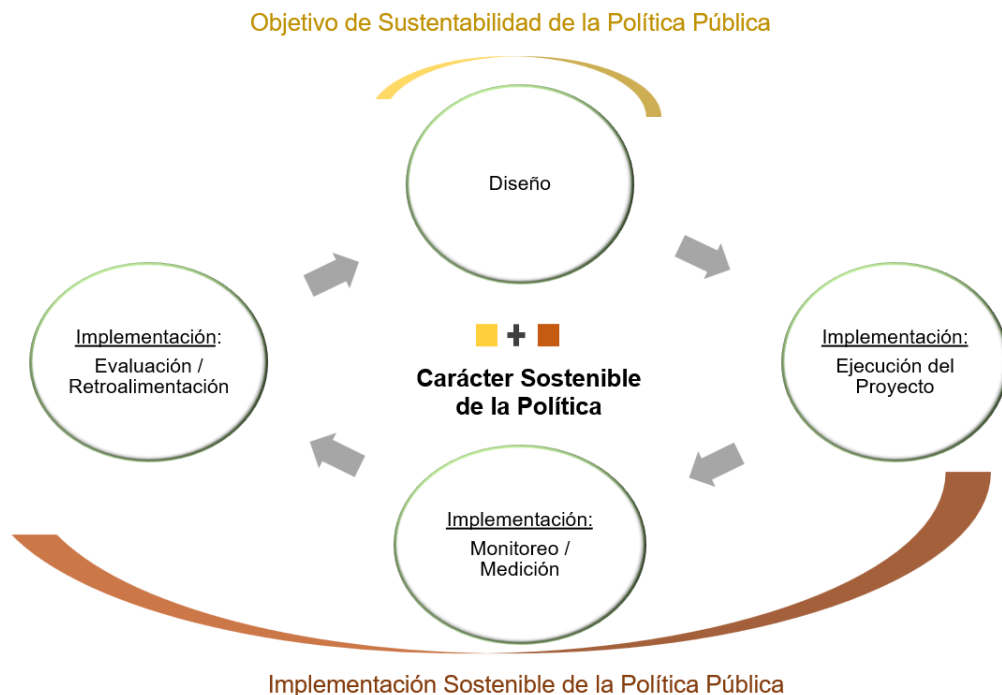 Objetivo de Sustentabilidad de la Política Pública
Diseño
Implementación:
Evaluación /
Retroalimentación
Carácter Sostenible
de la Política
Implementación:
Ejecución del
Proyecto
Implementación:
Monitoreo /
Medición
Implementación Sostenible de la Política Pública